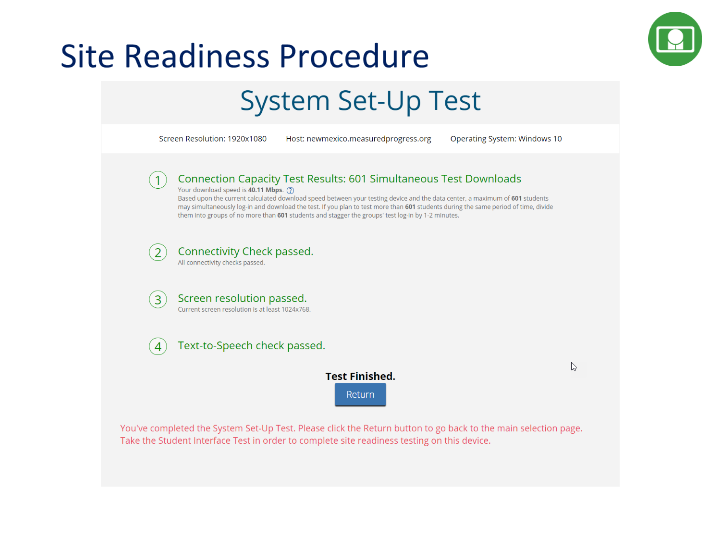 Site Readiness Procedure
System Set-Up Test
Screen Resolution: 1920x1080 Host: newmexico.measuredprogress.org Operating System: Windows 10
1 Connection Capacity Test Results: 601 Simultaneous Test Downloads
Your download speed is 40.11 Mbps. ?
Based upon the current calculated download speed between your testing device and the data center, a maximum of 601 students
may simultaneously log-in and download the test. If you plan to test more than 601 students during the same period of time, divide
them into groups of no more than 601 students and stagger the groups' test log-in by 1-2 minutes.
2 Connectivity Check passed.
All connectivity checks passed.
3 Screen resolution passed.
Current screen resolution is at least 1024x768.
4 Text-to-Speech check passed.
Test Finished.
Return
You've completed the System Set-Up Test. Please click the Return button to go back to the main selection page.
Take the Student Interface Test in order to complete site readiness testing on this device.